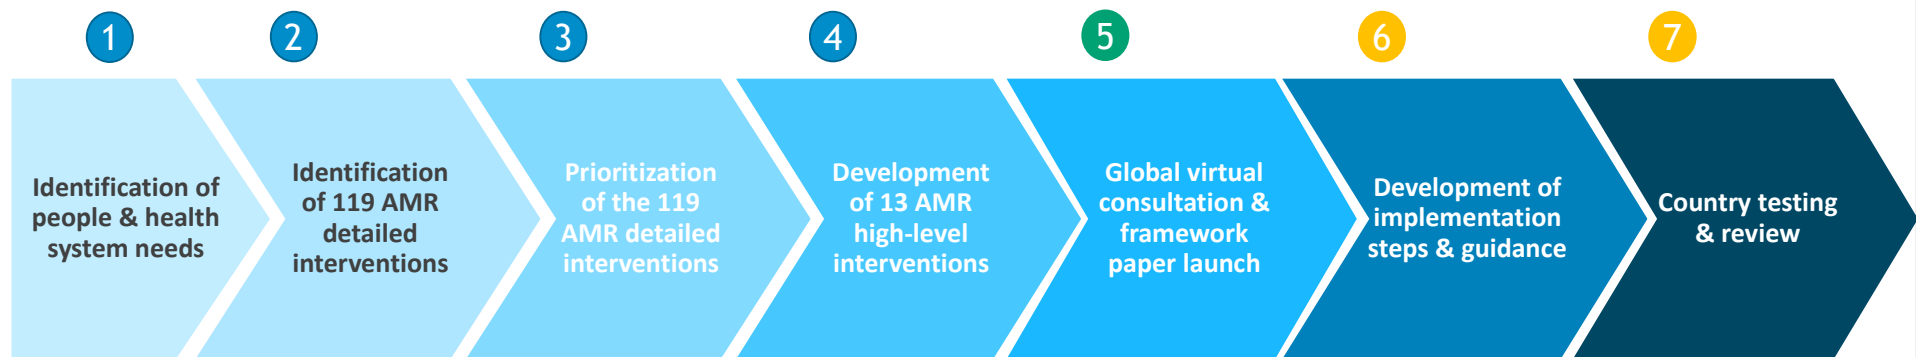 1
2
3
4
5
6
7
Identification of
people & health
system needs
Identification
of 119 AMR
detailed
interventions
Prioritization
of the 119
AMR detailed
interventions
Development
of 13 AMR
high-level
interventions
Global virtual
consultation &
framework
paper launch
Development of
implementation
steps & guidance
Country testing
& review